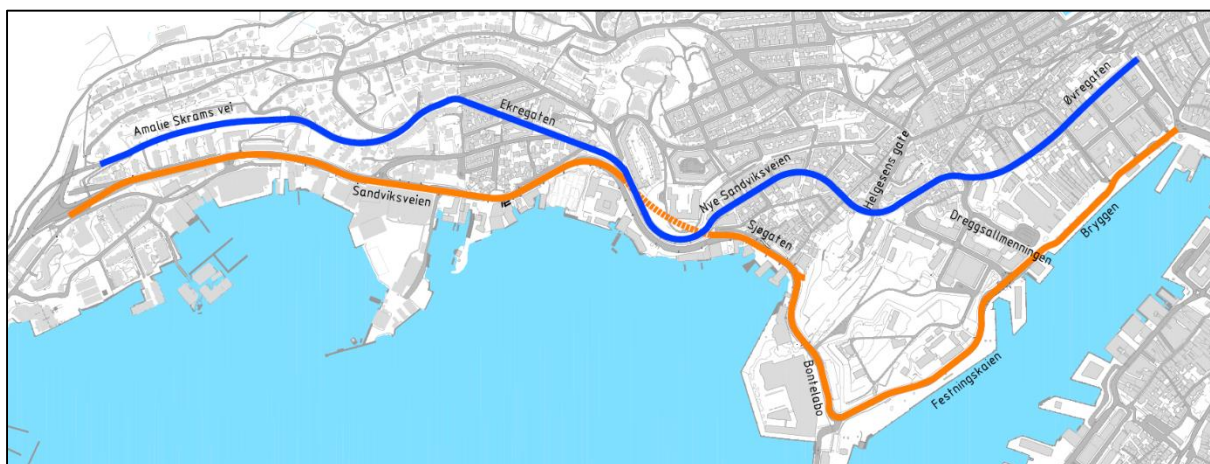 Amalie Skrams vei
Ekregaten
Sandviksveien
Nye Sandviksveien
Sjøgaten
Helgesens gate
Øvregaten
Dreggsallmenningen
Bryggen
Bontelabo
Festningskaien